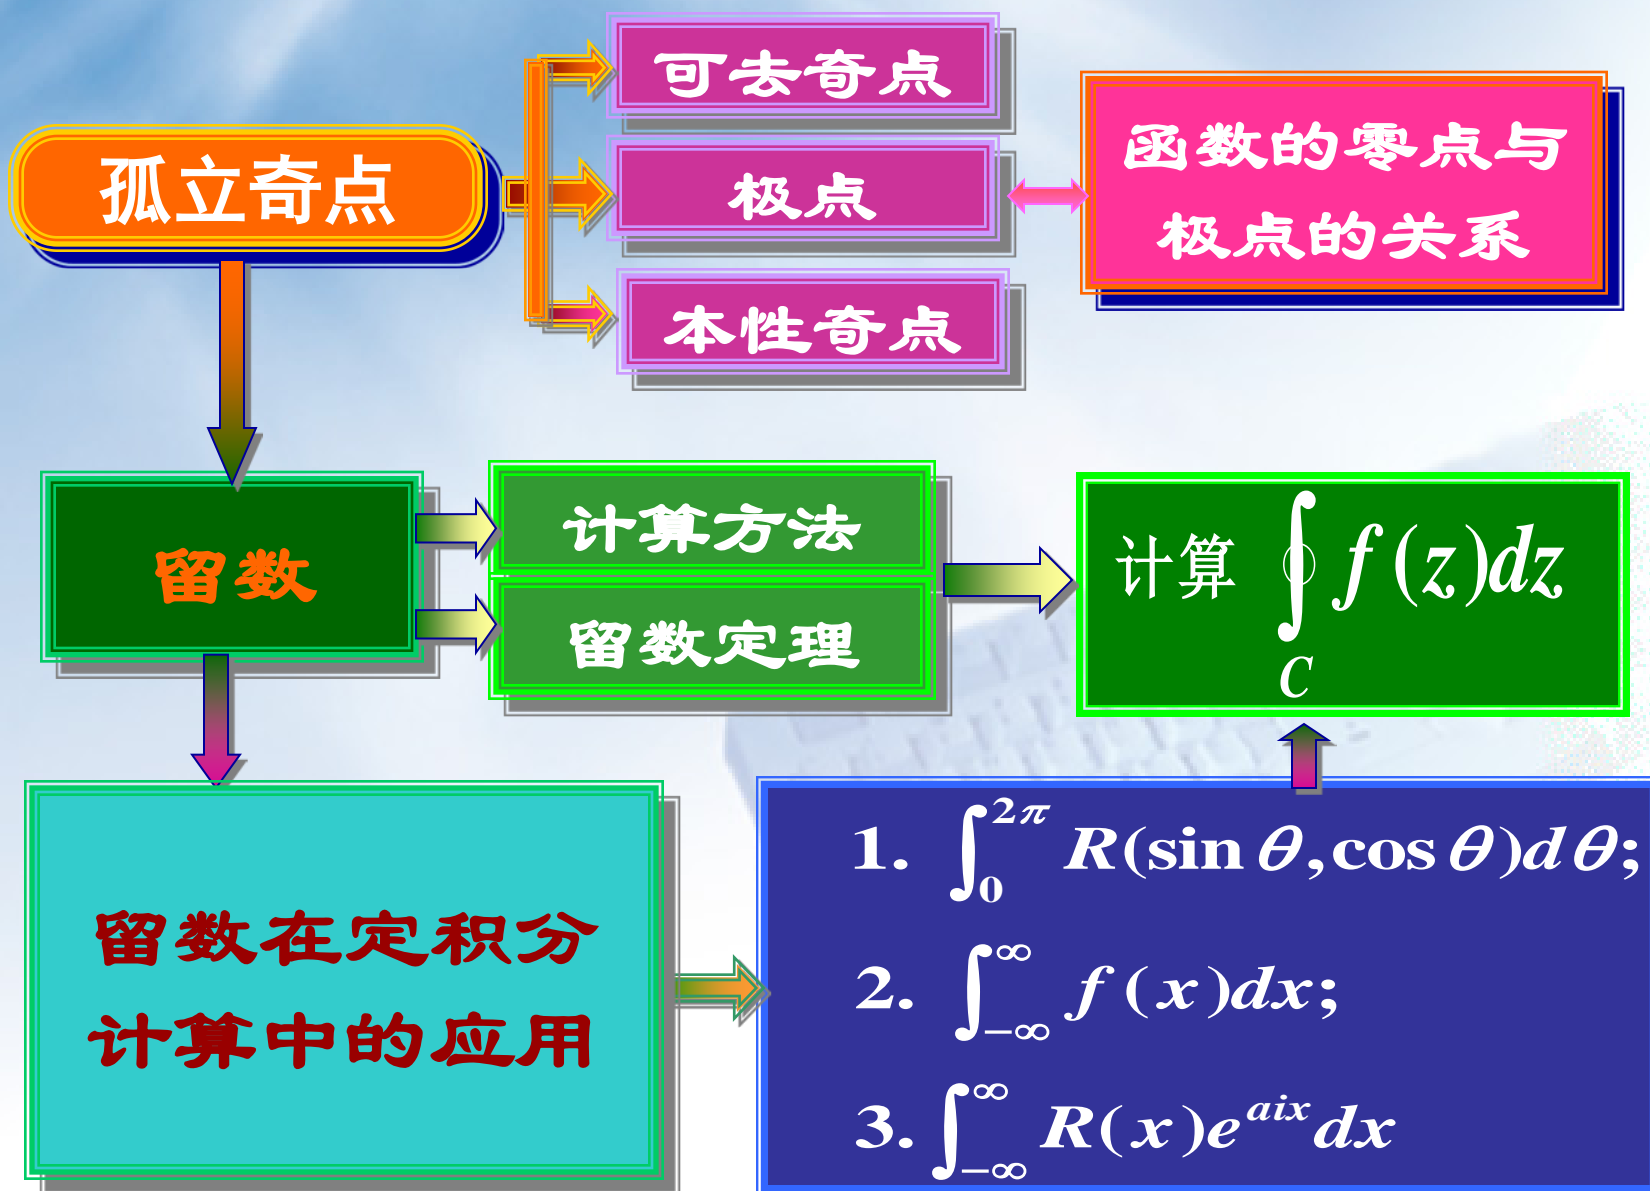 孤立奇点
可去奇点
极点
本性奇点
函数的零点与
极点的关系
留数
计算方法
留数定理
计算 ∮_C f(z)dz
留数在定积分
计算中的应用
1. ∫_0^{2π} R(sin θ,cos θ)dθ;
2. ∫_{-∞}^{∞} f(x)dx;
3. ∫_{-∞}^{∞} R(x)e^{aix}dx